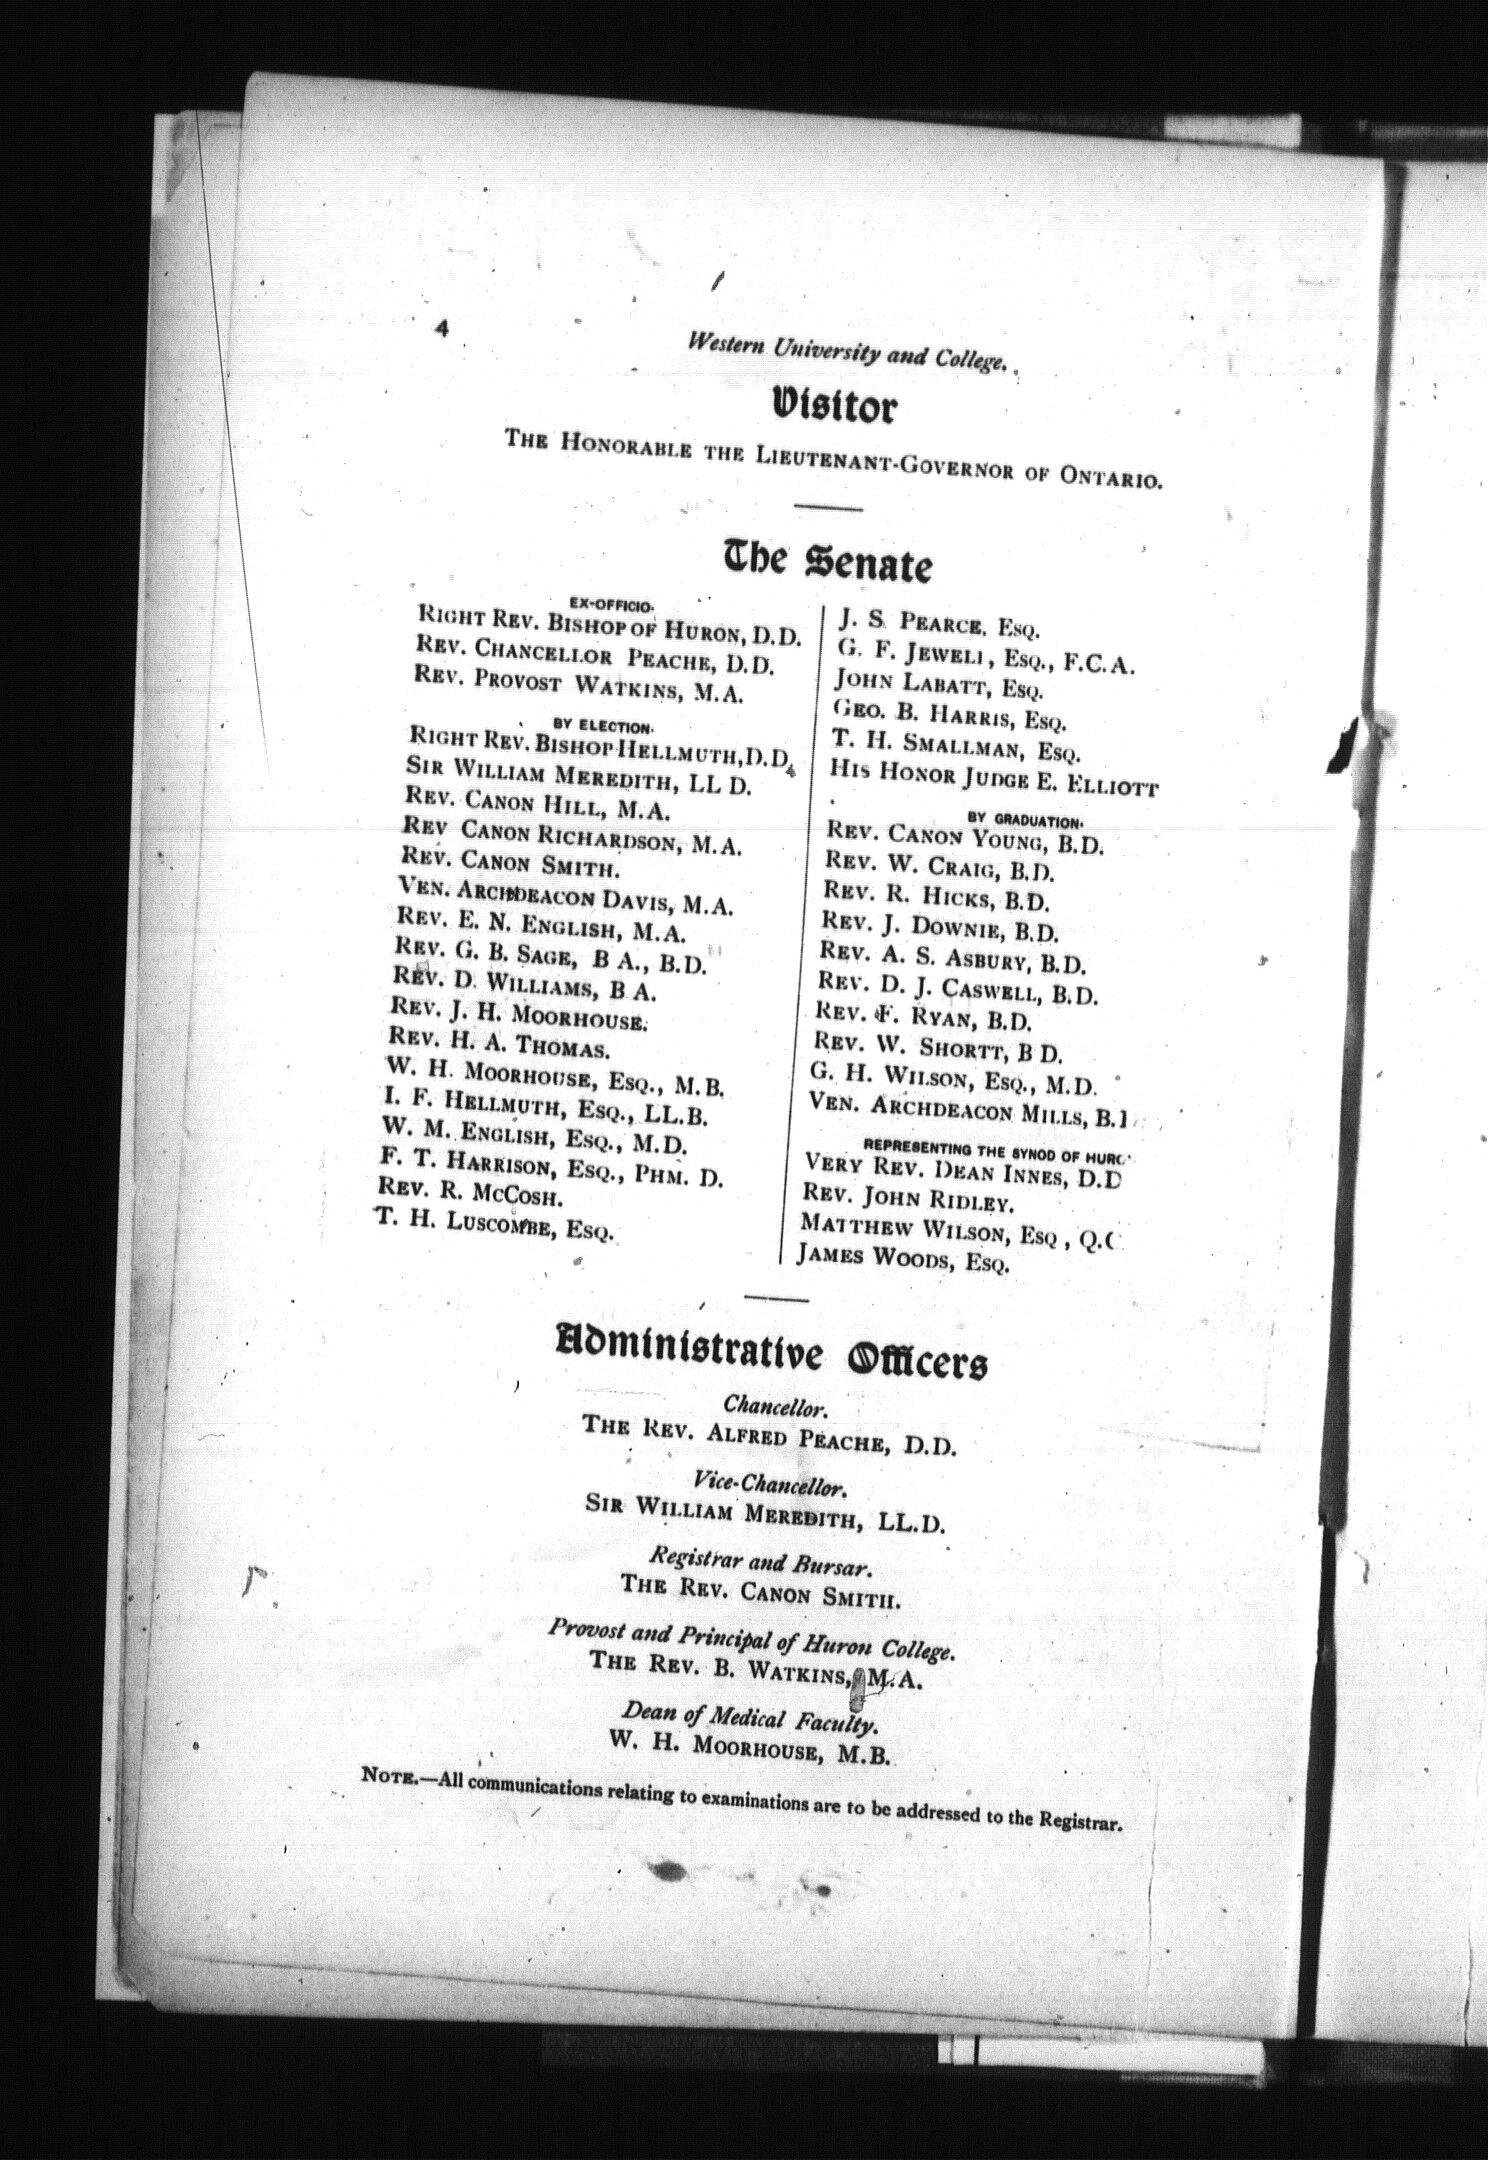 4
Western University and College.
Visitor
THE HONORABLE THE LIEUTENANT-GOVERNOR OF ONTARIO.
The Senate
EX-OFFICIO.
RIGHT REV. BISHOP OF HURON, D.D.
REV. CHANCELLOR PEACHE, D.D.
REV. PROVOST WATKINS, M.A.
BY ELECTION.
RIGHT REV. BISHOP HELLMUTH, D.D.
SIR WILLIAM MEREDITH, LL D.
REV. CANON HILL, M.A.
REV CANON RICHARDSON, M.A.
REV. CANON SMITH.
VEN. ARCHDEACON DAVIS, M.A.
REV. E. N. ENGLISH, M.A.
REV. G. B. SAGE, B A., B.D.
REV. D. WILLIAMS, B A.
REV. J. H. MOORHOUSE.
REV. H. A. THOMAS.
W. H. MOORHOUSE, ESQ., M.B.
I. F. HELLMUTH, ESQ., LL.B.
W. M. ENGLISH, ESQ., M.D.
F. T. HARRISON, ESQ., PHM. D.
REV. R. MCCOSH.
T. H. LUSCOMBE, ESQ.
J. S. PEARCE, ESQ.
G. F. JEWELL, ESQ., F.C.A.
JOHN LABATT, ESQ.
GEO. B. HARRIS, ESQ.
T. H. SMALLMAN, ESQ.
HIS HONOR JUDGE E. ELLIOTT
BY GRADUATION.
REV. CANON YOUNG, B.D.
REV. W. CRAIG, B.D.
REV. R. HICKS, B.D.
REV. J. DOWNIE, B.D.
REV. A. S. ASBURY, B.D.
REV. D. J. CASWELL, B.D.
REV. F. RYAN, B.D.
REV. W. SHORTT, B D.
G. H. WILSON, ESQ., M.D.
VEN. ARCHDEACON MILLS,
REPRESENTING THE SYNOD OF
VERY REV. DEAN INNES, D.D
REV. JOHN RIDLEY.
MATTHEW WILSON, ESQ ,
JAMES WOODS, ESQ.
Administrative Officers
Chancellor.
THE REV. ALFRED PEACHE, D.D.
Vice-Chancellor.
SIR WILLIAM MEREDITH, LL.D.
Registrar and Bursar.
THE REV. CANON SMITH.
Provost and Principal of Huron College.
THE REV. B. WATKINS, M.A.
Dean of Medical Faculty.
W. H. MOORHOUSE, M.B.
NOTE.—All communications relating to examinations are to be addressed to the Registrar.